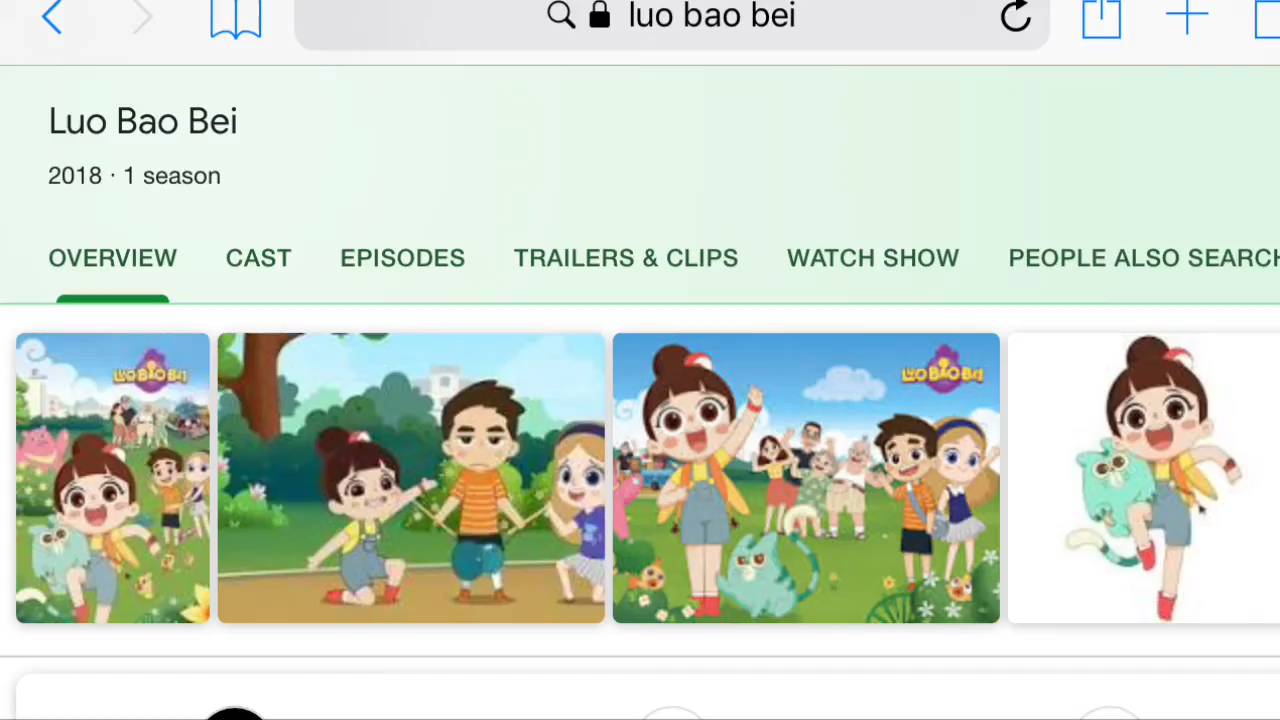 luo bao bei
Luo Bao Bei
2018 · 1 season
OVERVIEW CAST EPISODES TRAILERS & CLIPS WATCH SHOW PEOPLE ALSO SEARCH
LUO BAO BEI
LUO BAO BEI